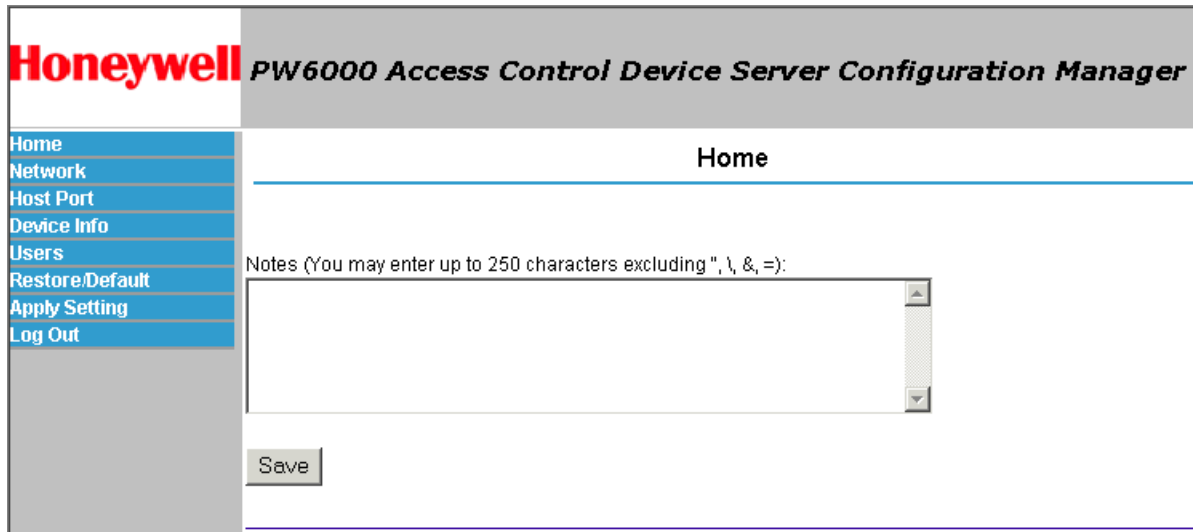 Honeywell
PW6000 Access Control Device Server Configuration Manager
Home
Network
Host Port
Device Info
Users
Restore/Default
Apply Setting
Log Out
Home
Notes (You may enter up to 250 characters excluding ", \, &, =):
Save